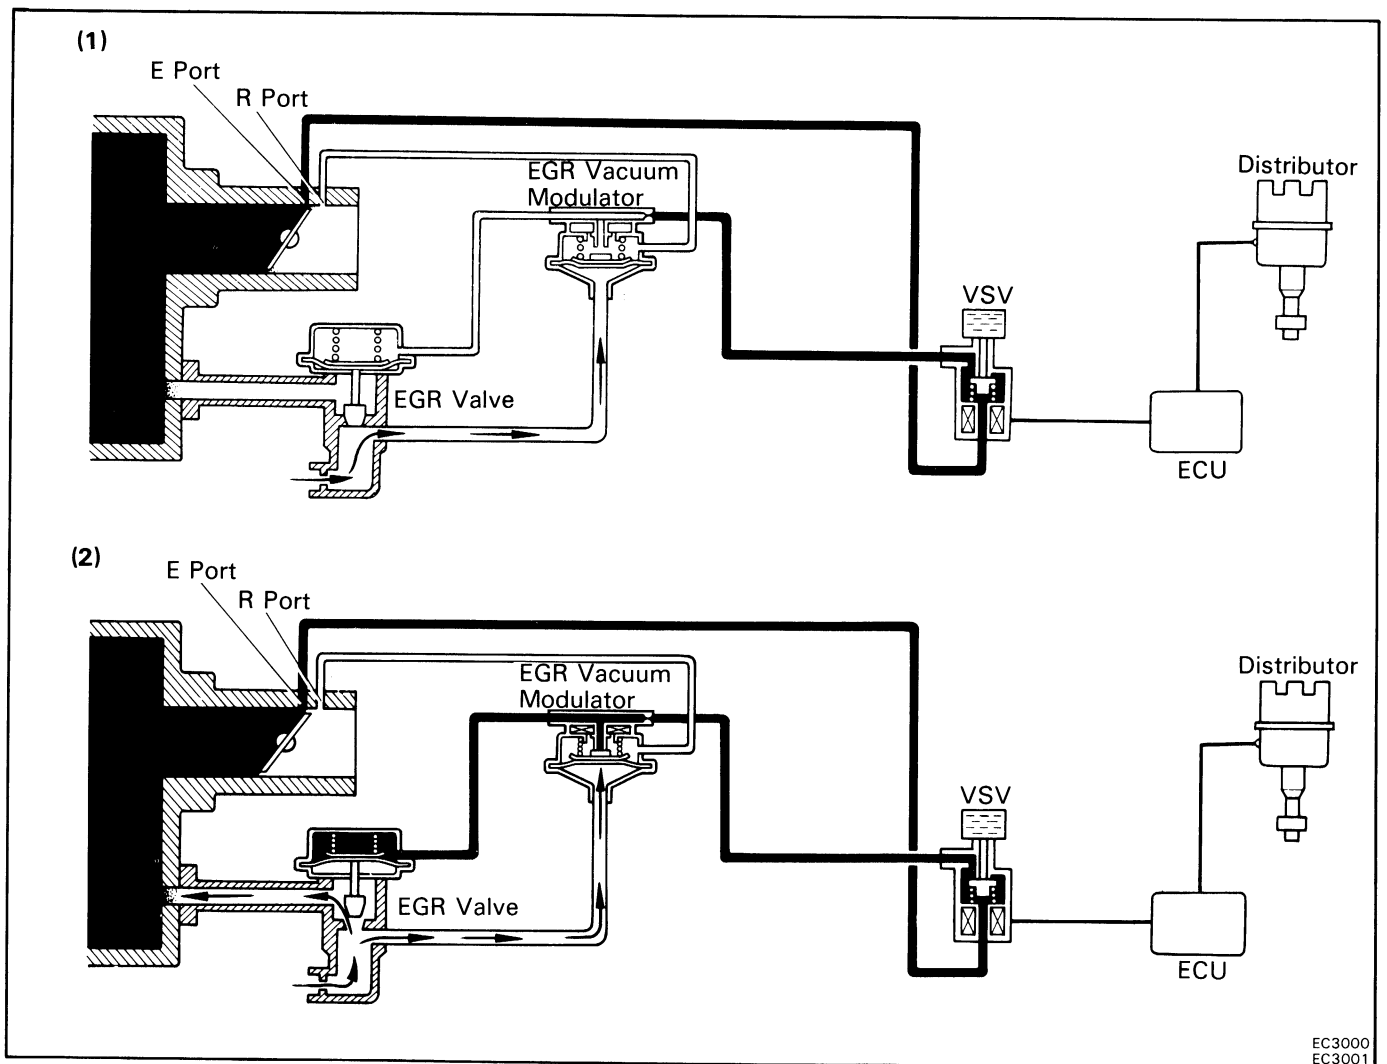 (1)
E Port
R Port
EGR Vacuum
Modulator
Distributor
VSV
EGR Valve
ECU
(2)
E Port
R Port
EGR Vacuum
Modulator
Distributor
VSV
EGR Valve
ECU
EC3000
EC3001